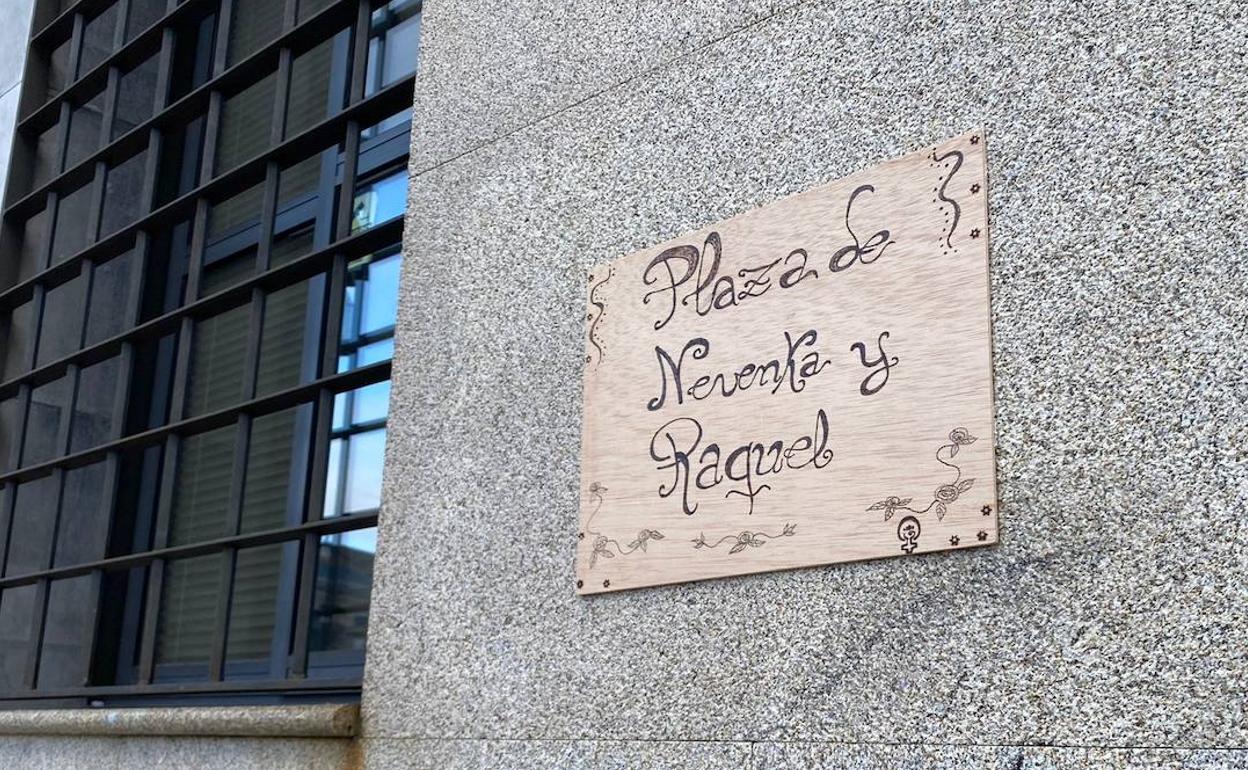 Plaza de
Nevenka y
Raquel